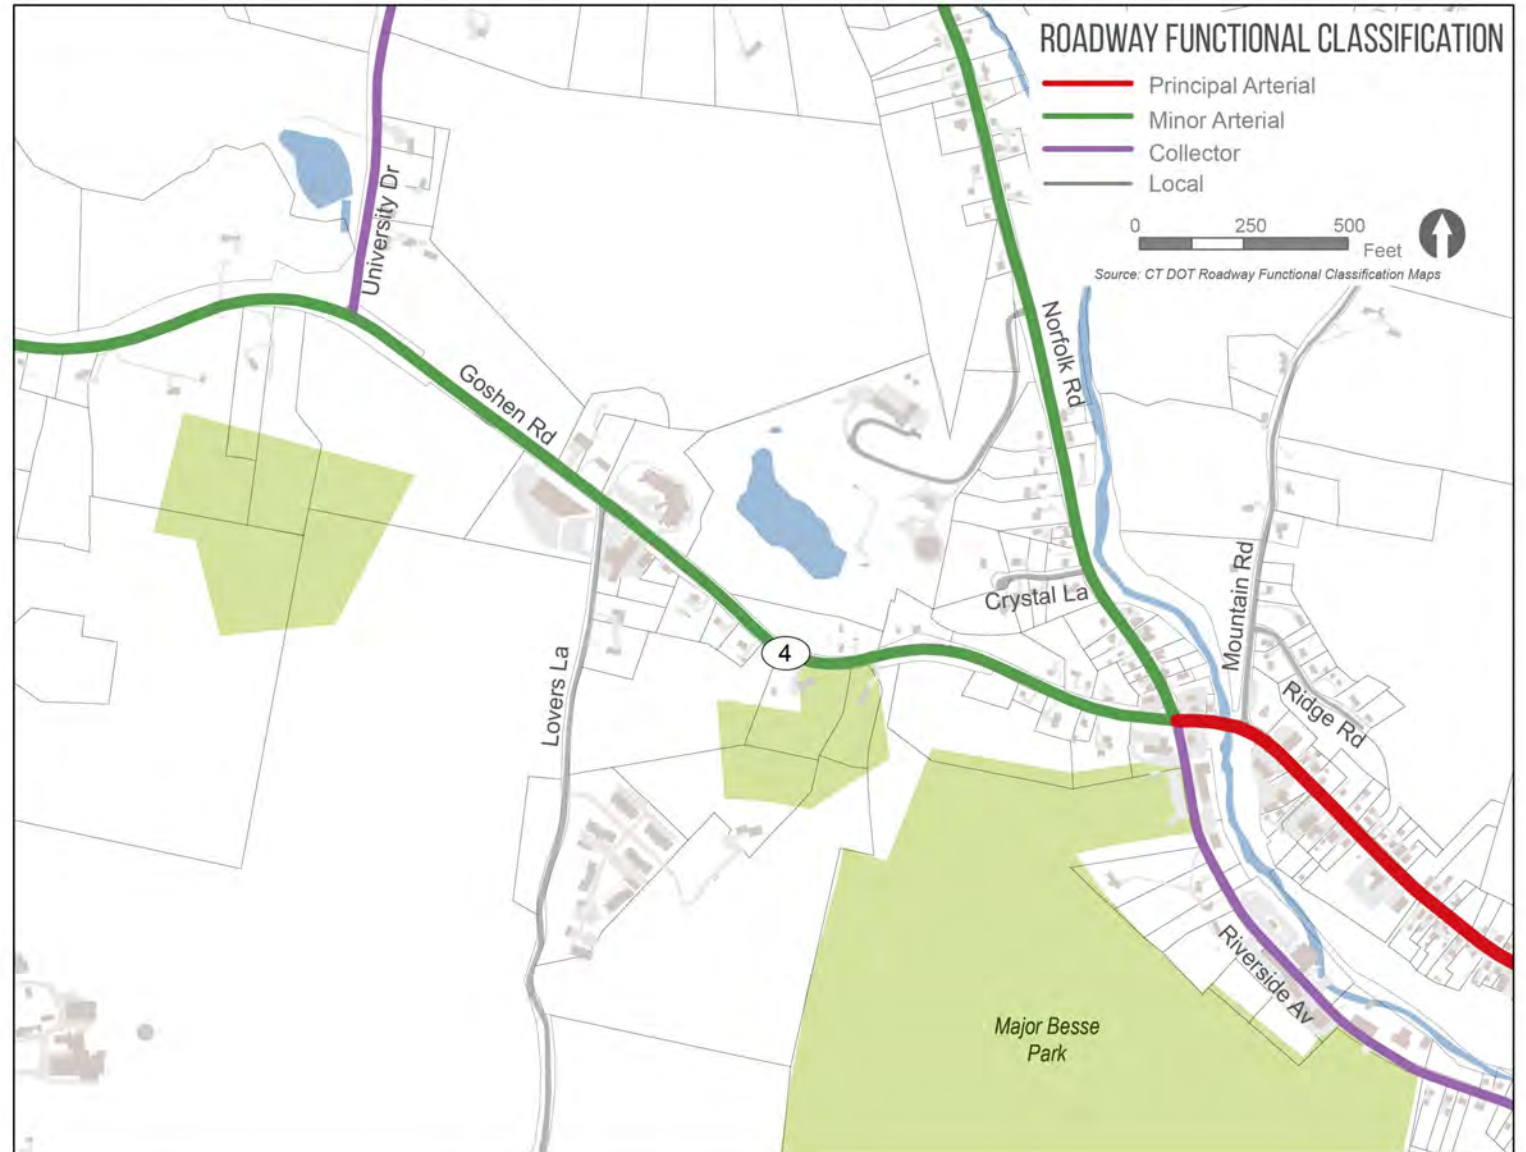 ROADWAY FUNCTIONAL CLASSIFICATION
Principal Arterial
Minor Arterial
Collector
Local
0 250 500
Feet
Source: CT DOT Roadway Functional Classification Maps
University Dr
Goshen Rd
Norfolk Rd
Crystal La
Mountain Rd
Ridge Rd
4
Lovers La
Riverside Av
Major Besse
Park